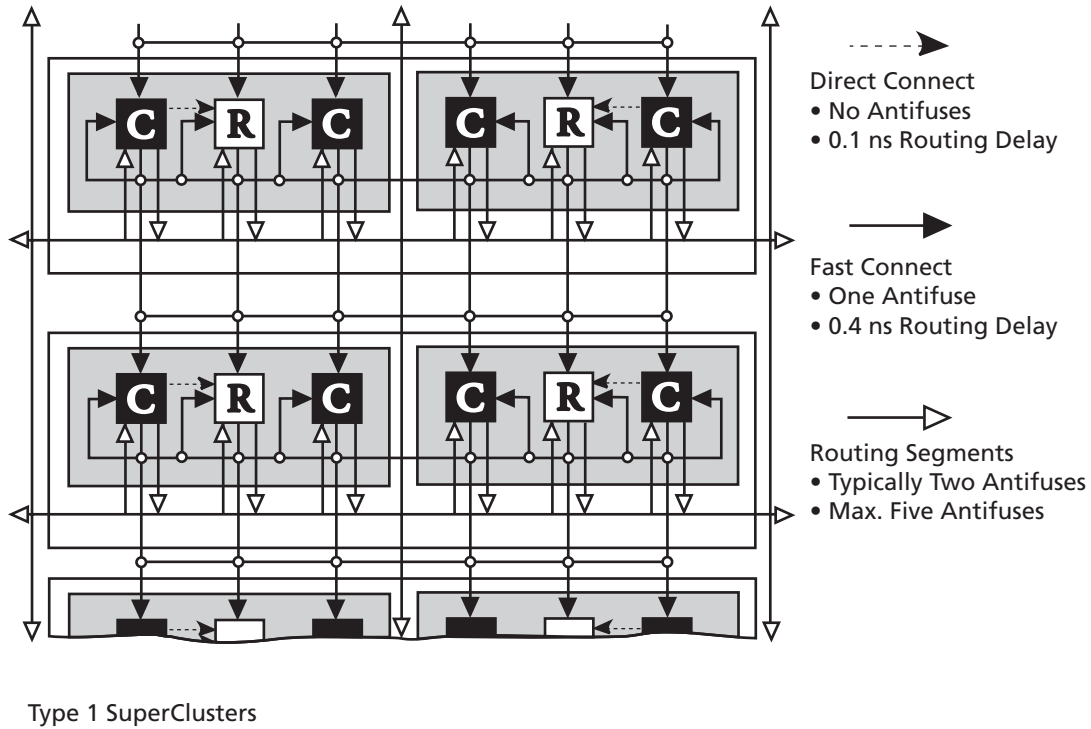 C R C C R C
C R C C R C
Direct Connect
• No Antifuses
• 0.1 ns Routing Delay
Fast Connect
• One Antifuse
• 0.4 ns Routing Delay
Routing Segments
• Typically Two Antifuses
• Max. Five Antifuses
Type 1 SuperClusters